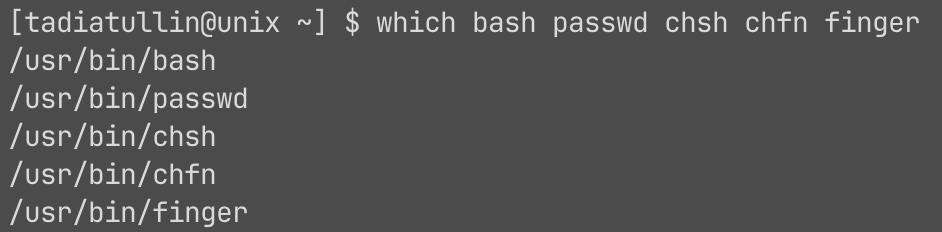 [tadiatullin@unix ~] $ which bash passwd chsh chfn finger
/usr/bin/bash
/usr/bin/passwd
/usr/bin/chsh
/usr/bin/chfn
/usr/bin/finger